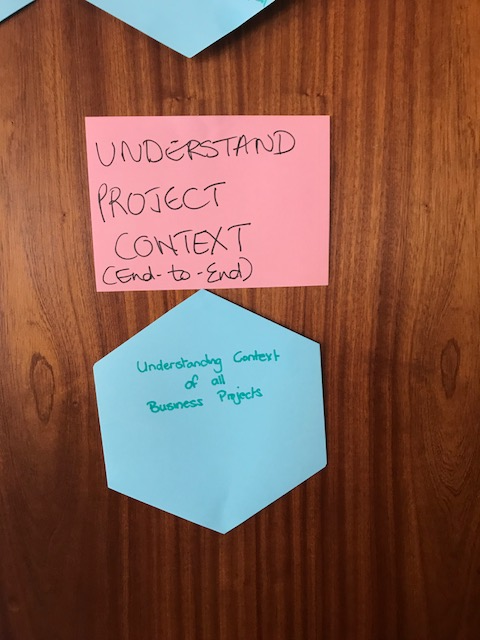 UNDERSTAND
PROJECT
CONTEXT
(End-to-End)
Understanding Context
of all
Business Projects